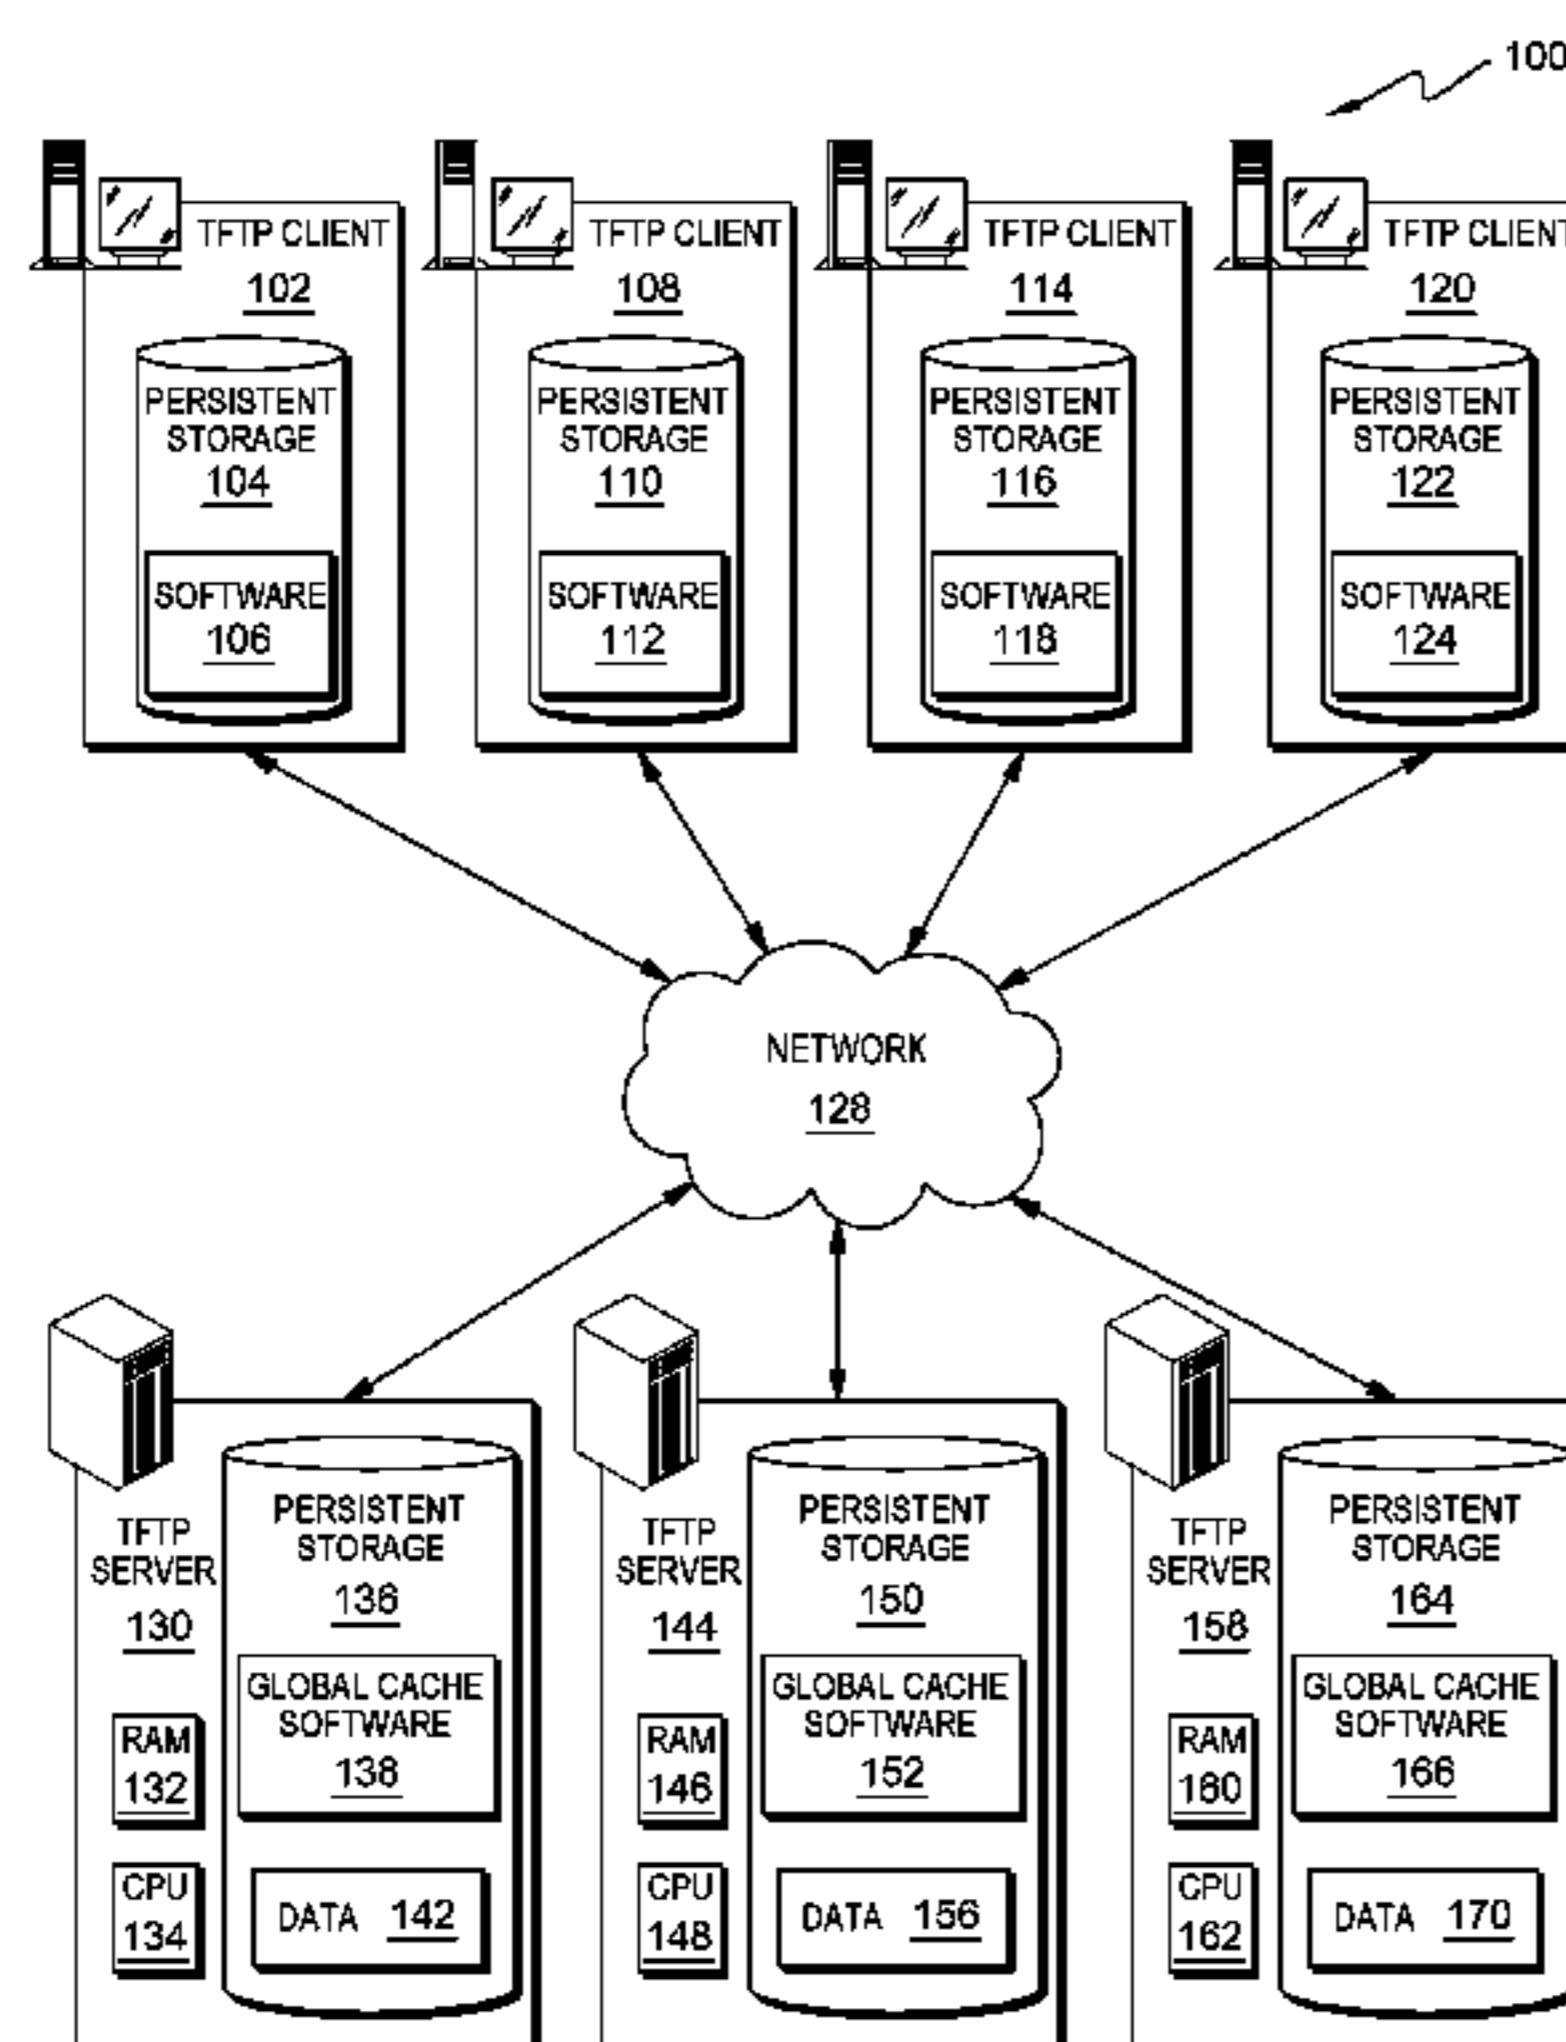 100
TFTP CLIENT
102
PERSISTENT
STORAGE
104
SOFTWARE
106
TFTP CLIENT
108
PERSISTENT
STORAGE
110
SOFTWARE
112
TFTP CLIENT
114
PERSISTENT
STORAGE
116
SOFTWARE
118
TFTP CLIENT
120
PERSISTENT
STORAGE
122
SOFTWARE
124
NETWORK
128
TFTP
SERVER
130
RAM
132
CPU
134
PERSISTENT
STORAGE
136
GLOBAL CACHE
SOFTWARE
138
DATA 142
TFTP
SERVER
144
RAM
146
CPU
148
PERSISTENT
STORAGE
150
GLOBAL CACHE
SOFTWARE
152
DATA 156
TFTP
SERVER
158
RAM
160
CPU
162
PERSISTENT
STORAGE
164
GLOBAL CACHE
SOFTWARE
166
DATA 170